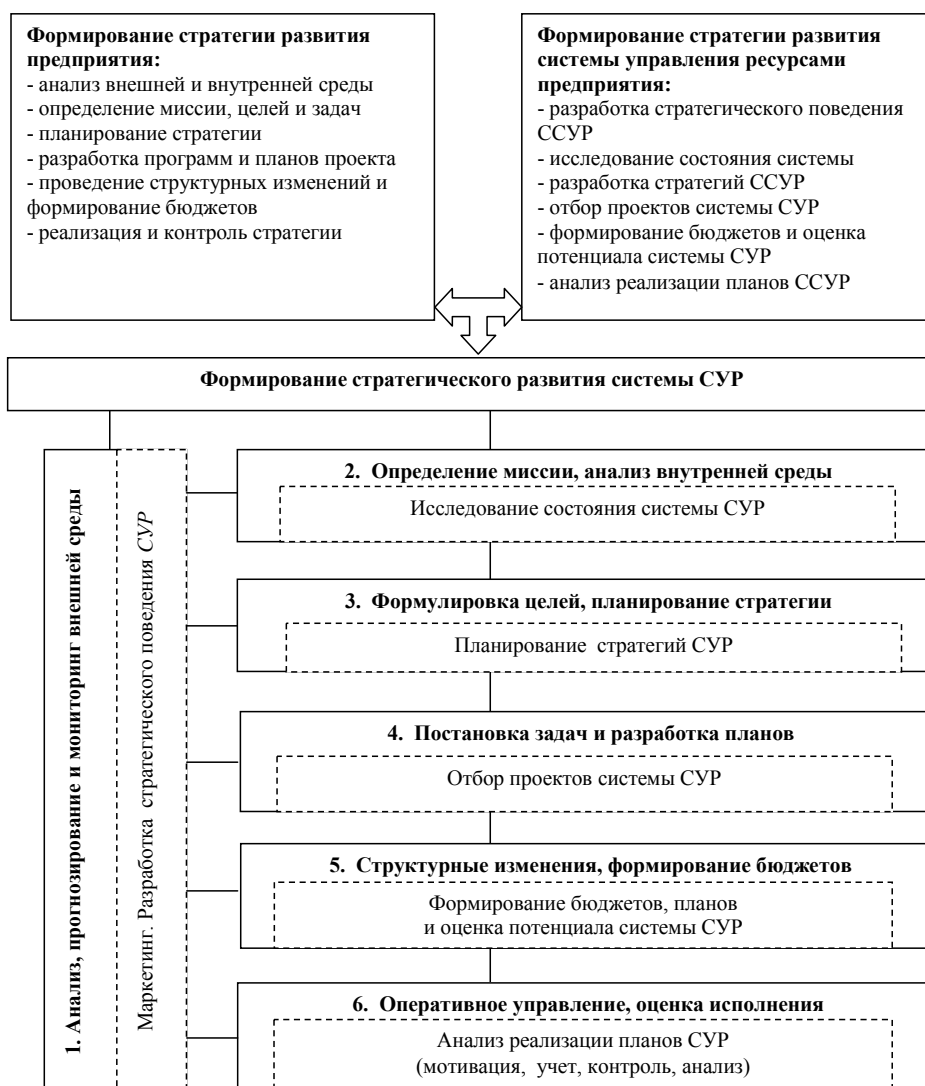 Формирование стратегии развития
предприятия:
- анализ внешней и внутренней среды
- определение миссии, целей и задач
- планирование стратегии
- разработка программ и планов проекта
- проведение структурных изменений и
формирование бюджетов
- реализация и контроль стратегии
Формирование стратегии развития
системы управления ресурсами
предприятия:
- разработка стратегического поведения
ССУР
- исследование состояния системы
- разработка стратегий ССУР
- отбор проектов системы СУР
- формирование бюджетов и оценка
потенциала системы СУР
- анализ реализации планов ССУР
Формирование стратегического развития системы СУР
1. Анализ, прогнозирование и мониторинг внешней среды
Маркетинг. Разработка стратегического поведения СУР
2. Определение миссии, анализ внутренней среды
Исследование состояния системы СУР
3. Формулировка целей, планирование стратегии
Планирование стратегий СУР
4. Постановка задач и разработка планов
Отбор проектов системы СУР
5. Структурные изменения, формирование бюджетов
Формирование бюджетов, планов
и оценка потенциала системы СУР
6. Оперативное управление, оценка исполнения
Анализ реализации планов СУР
(мотивация, учет, контроль, анализ)